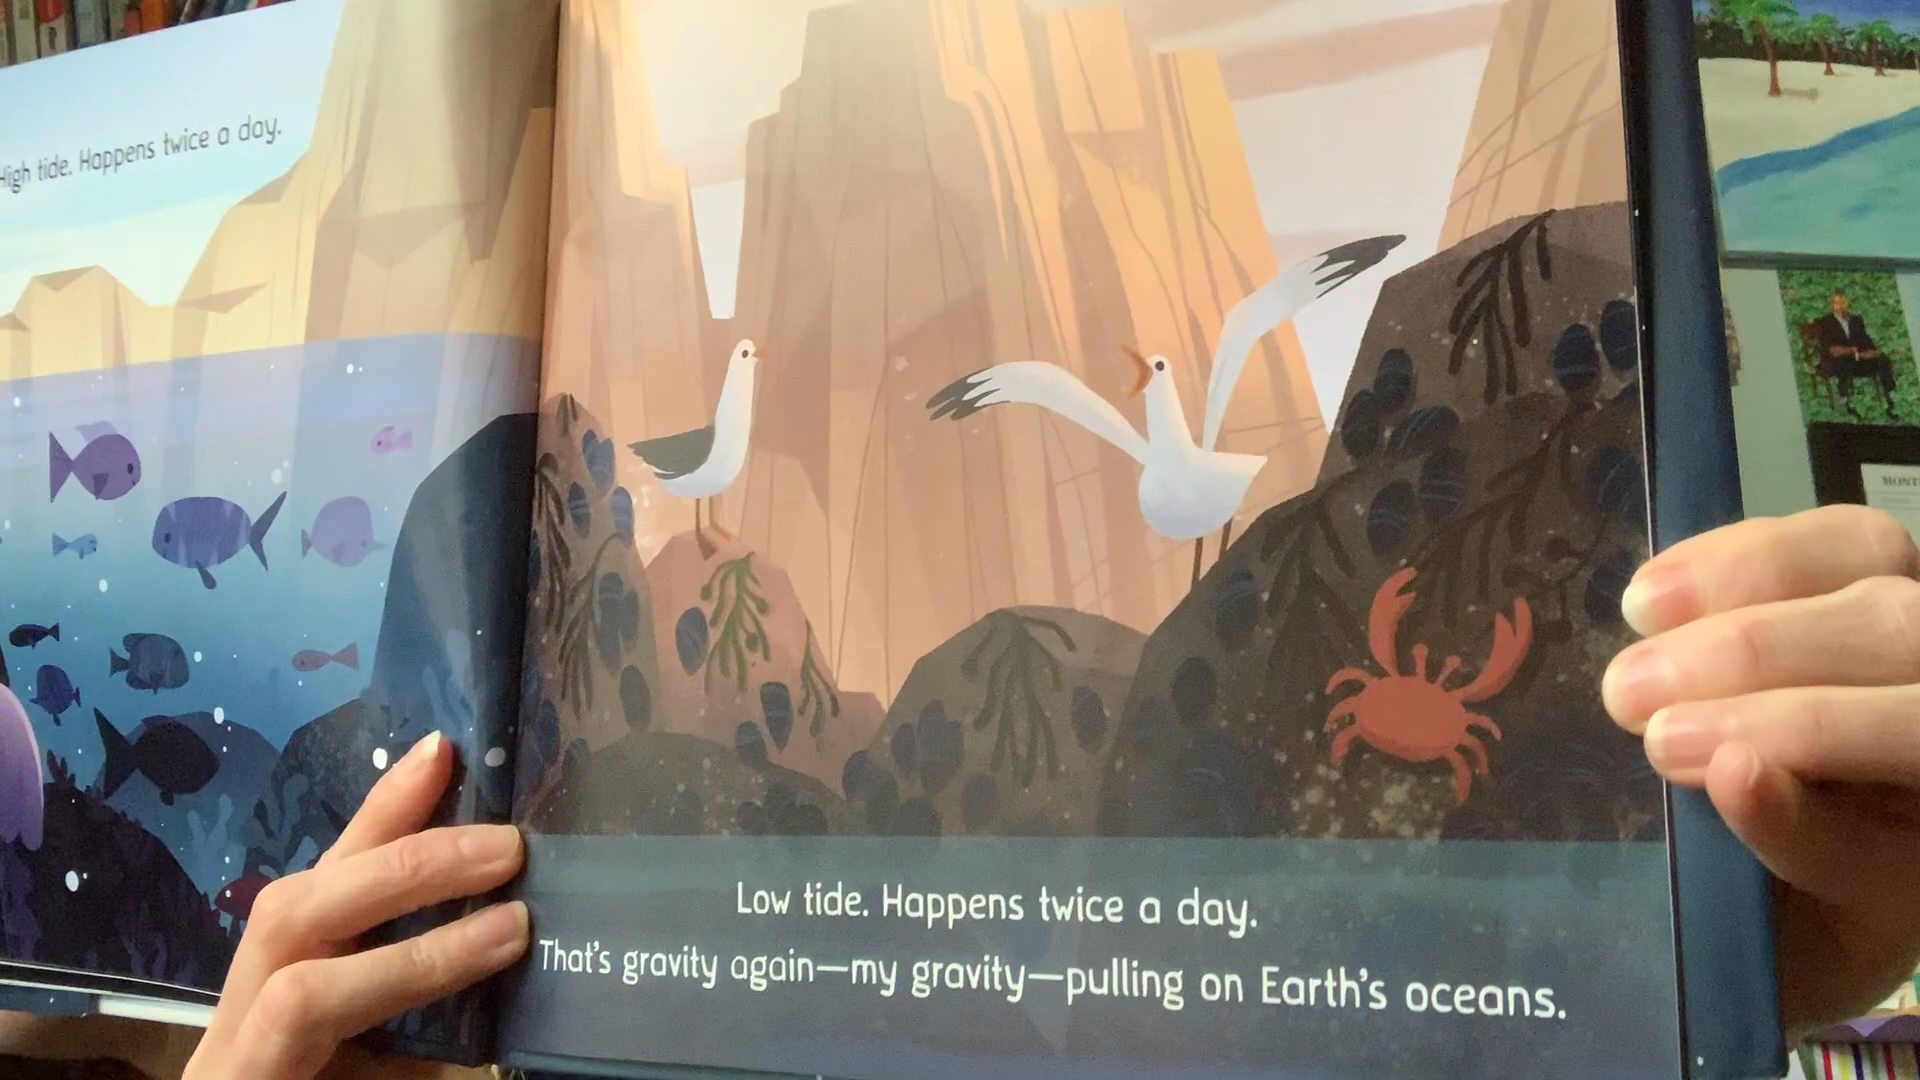 High tide. Happens twice a day.
Low tide. Happens twice a day.
That's gravity again—my gravity—pulling on Earth's oceans.